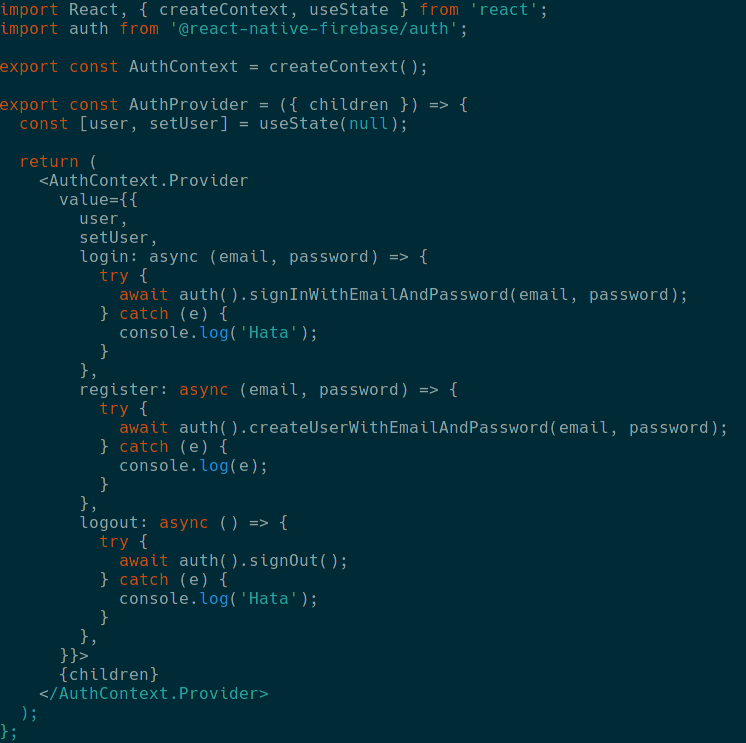 import React, { createContext, useState } from 'react';
import auth from '@react-native-firebase/auth';

export const AuthContext = createContext();

export const AuthProvider = ({ children }) => {
  const [user, setUser] = useState(null);

  return (
    <AuthContext.Provider
      value={{
        user,
        setUser,
        login: async (email, password) => {
          try {
            await auth().signInWithEmailAndPassword(email, password);
          } catch (e) {
            console.log('Hata');
          }
        },
        register: async (email, password) => {
          try {
            await auth().createUserWithEmailAndPassword(email, password);
          } catch (e) {
            console.log(e);
          }
        },
        logout: async () => {
          try {
            await auth().signOut();
          } catch (e) {
            console.log('Hata');
          }
        },
      }}>
      {children}
    </AuthContext.Provider>
  );
};